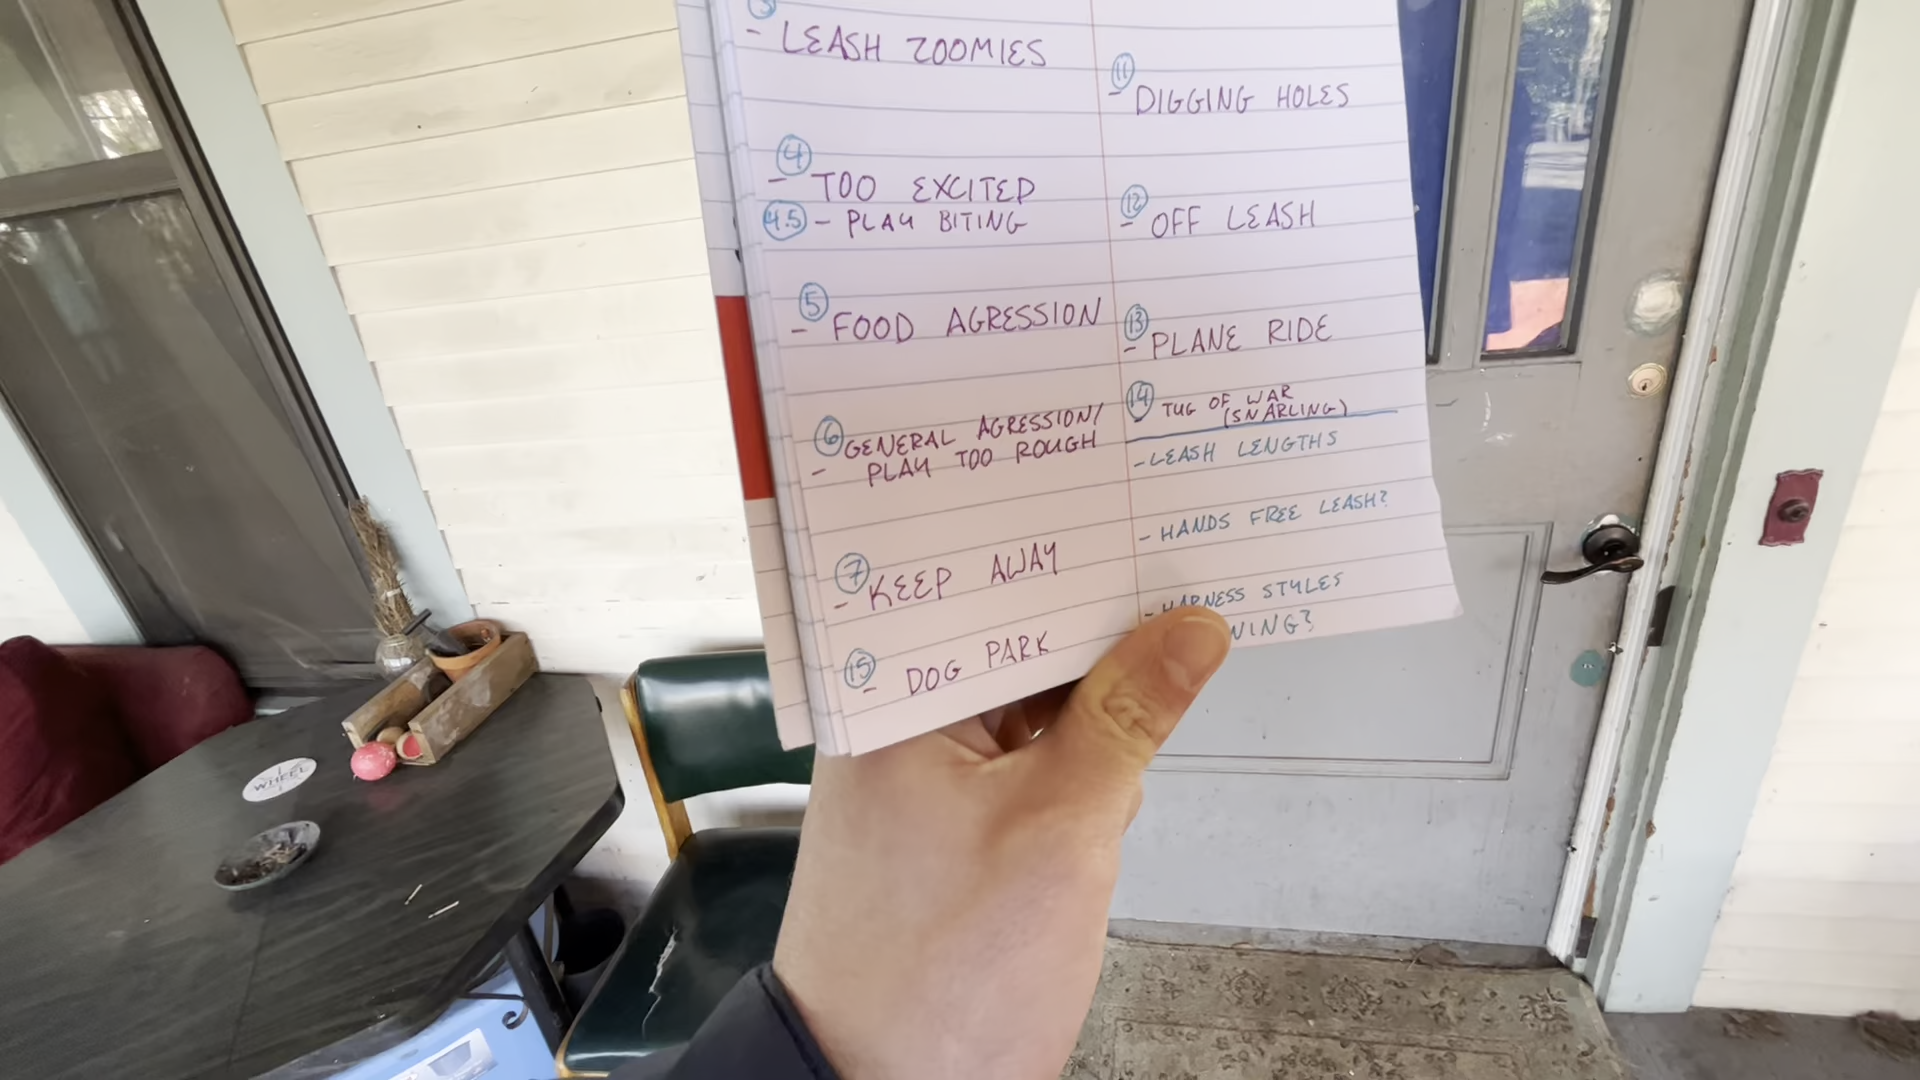 3
- LEASH ZOOMIES
4
- TOO EXCITED
4.5 - PLAY BITING
5
- FOOD AGRESSION
6 GENERAL AGRESSION/
- PLAY TOO ROUGH
7
- KEEP AWAY
15
- DOG PARK
11
- DIGGING HOLES
12
- OFF LEASH
13
- PLANE RIDE
14 TUG OF WAR
(SNARLING)
- LEASH LENGTHS
- HANDS FREE LEASH?
- HARNESS STYLES
WHEEL